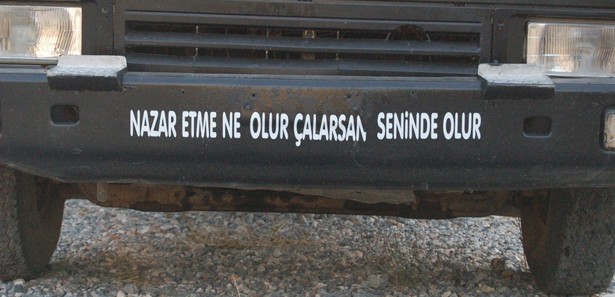 NAZAR ETME NE OLUR ÇALARSAN SENİNDE OLUR